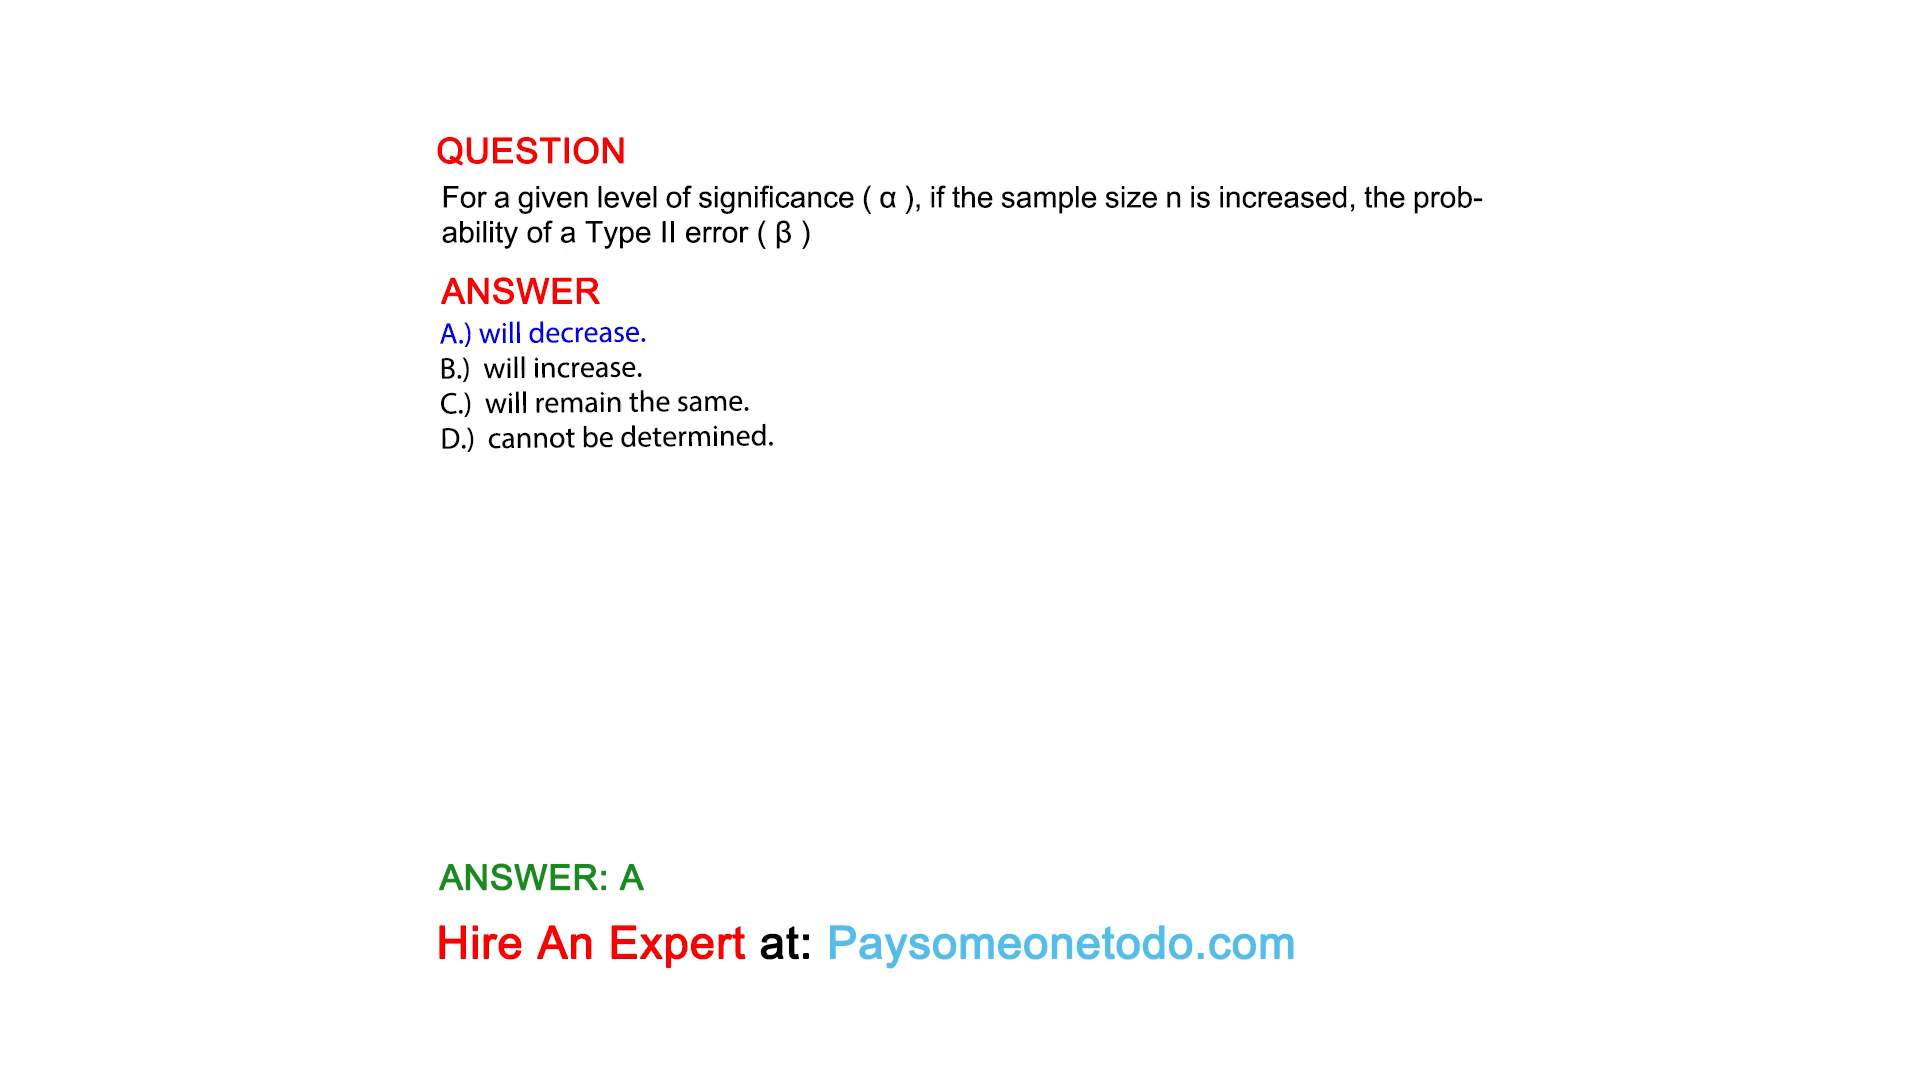 QUESTION
For a given level of significance ( α ), if the sample size n is increased, the prob-
ability of a Type II error ( β )
ANSWER
A.) will decrease.
B.) will increase.
C.) will remain the same.
D.) cannot be determined.
ANSWER: A
Hire An Expert at: Paysomeonetodo.com